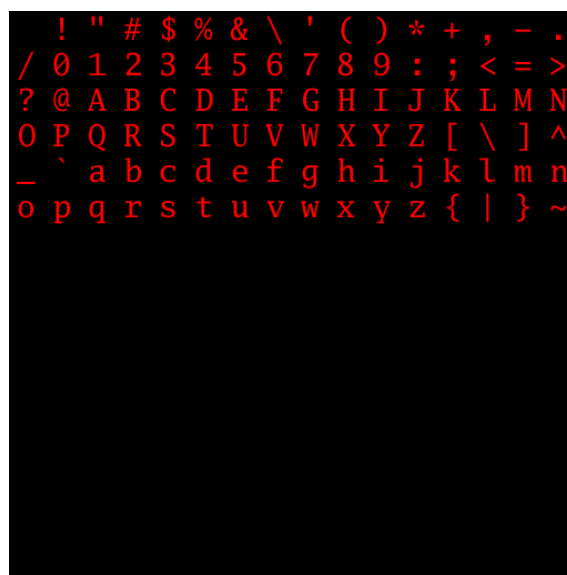 ! " # $ % & \ ' ( ) * + , - .
/ 0 1 2 3 4 5 6 7 8 9 : ; < = >
? @ A B C D E F G H I J K L M N
O P Q R S T U V W X Y Z [ \ ] ^
_ ` a b c d e f g h i j k l m n
o p q r s t u v w x y z { | } ~